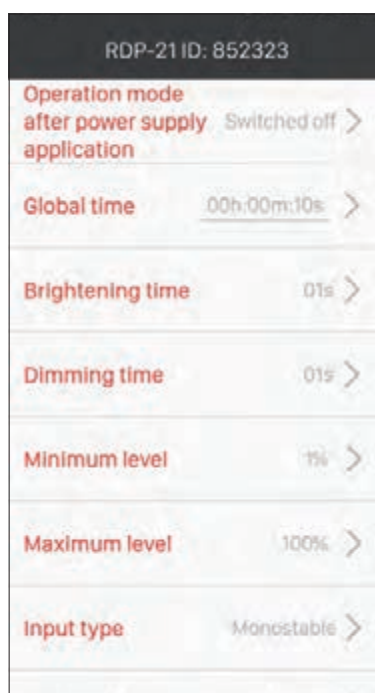 RDP-21 ID: 852323
Operation mode
after power supply Switched off
application
Global time 00h:00m:10s
Brightening time 01s
Dimming time 01s
Minimum level 1%
Maximum level 100%
Input type Monostable